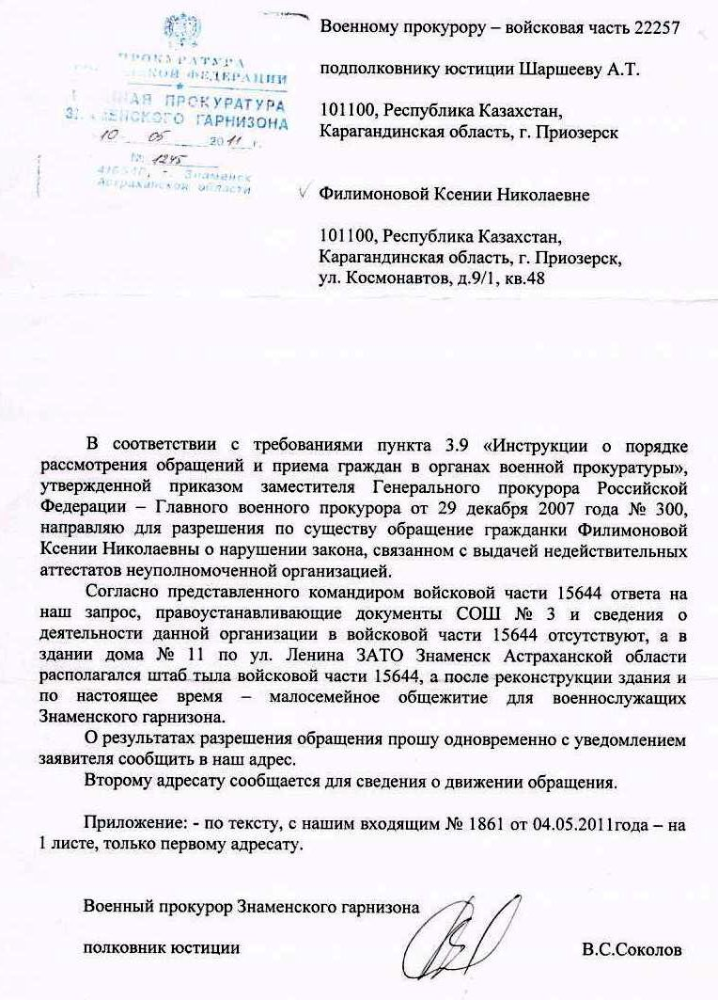 ПРОКУРАТУРА
ФЕДЕРАЦИИ
ПРОКУРАТУРА
ГАРНИЗОНА
10 05 2011 г.
№ 1245
г. Знаменск
Астраханской области
Военному прокурору – войсковая часть 22257
подполковнику юстиции Шаршееву А.Т.
101100, Республика Казахстан,
Карагандинская область, г. Приозерск
Филимоновой Ксении Николаевне
101100, Республика Казахстан,
Карагандинская область, г. Приозерск,
ул. Космонавтов, д.9/1, кв.48
В соответствии с требованиями пункта 3.9 «Инструкции о порядке
рассмотрения обращений и приема граждан в органах военной прокуратуры»,
утвержденной приказом заместителя Генерального прокурора Российской
Федерации – Главного военного прокурора от 29 декабря 2007 года № 300,
направляю для разрешения по существу обращение гражданки Филимоновой
Ксении Николаевны о нарушении закона, связанном с выдачей недействительных
аттестатов неуполномоченной организацией.
Согласно представленного командиром войсковой части 15644 ответа на
наш запрос, правоустанавливающие документы СОШ № 3 и сведения о
деятельности данной организации в войсковой части 15644 отсутствуют, а в
здании дома № 11 по ул. Ленина ЗАТО Знаменск Астраханской области
располагался штаб тыла войсковой части 15644, а после реконструкции здания и
по настоящее время – малосемейное общежитие для военнослужащих
Знаменского гарнизона.
О результатах разрешения обращения прошу одновременно с уведомлением
заявителя сообщить в наш адрес.
Второму адресату сообщается для сведения о движении обращения.
Приложение: - по тексту, с нашим входящим № 1861 от 04.05.2011года – на
1 листе, только первому адресату.
Военный прокурор Знаменского гарнизона
полковник юстиции В.С.Соколов